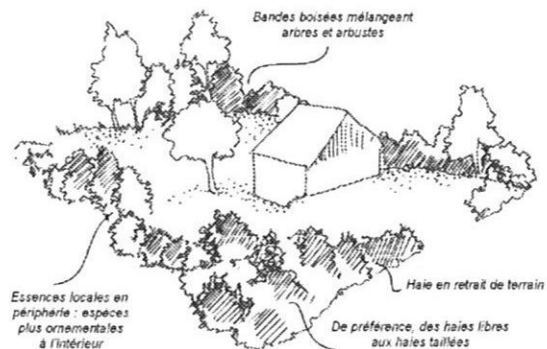 Bandes boisées mélangeant
arbres et arbustes
Haie en retrait de terrain
Essences locales en
périphérie : espèces
plus ornementales
à l'intérieur
De préférence, des haies libres
aux haies taillées